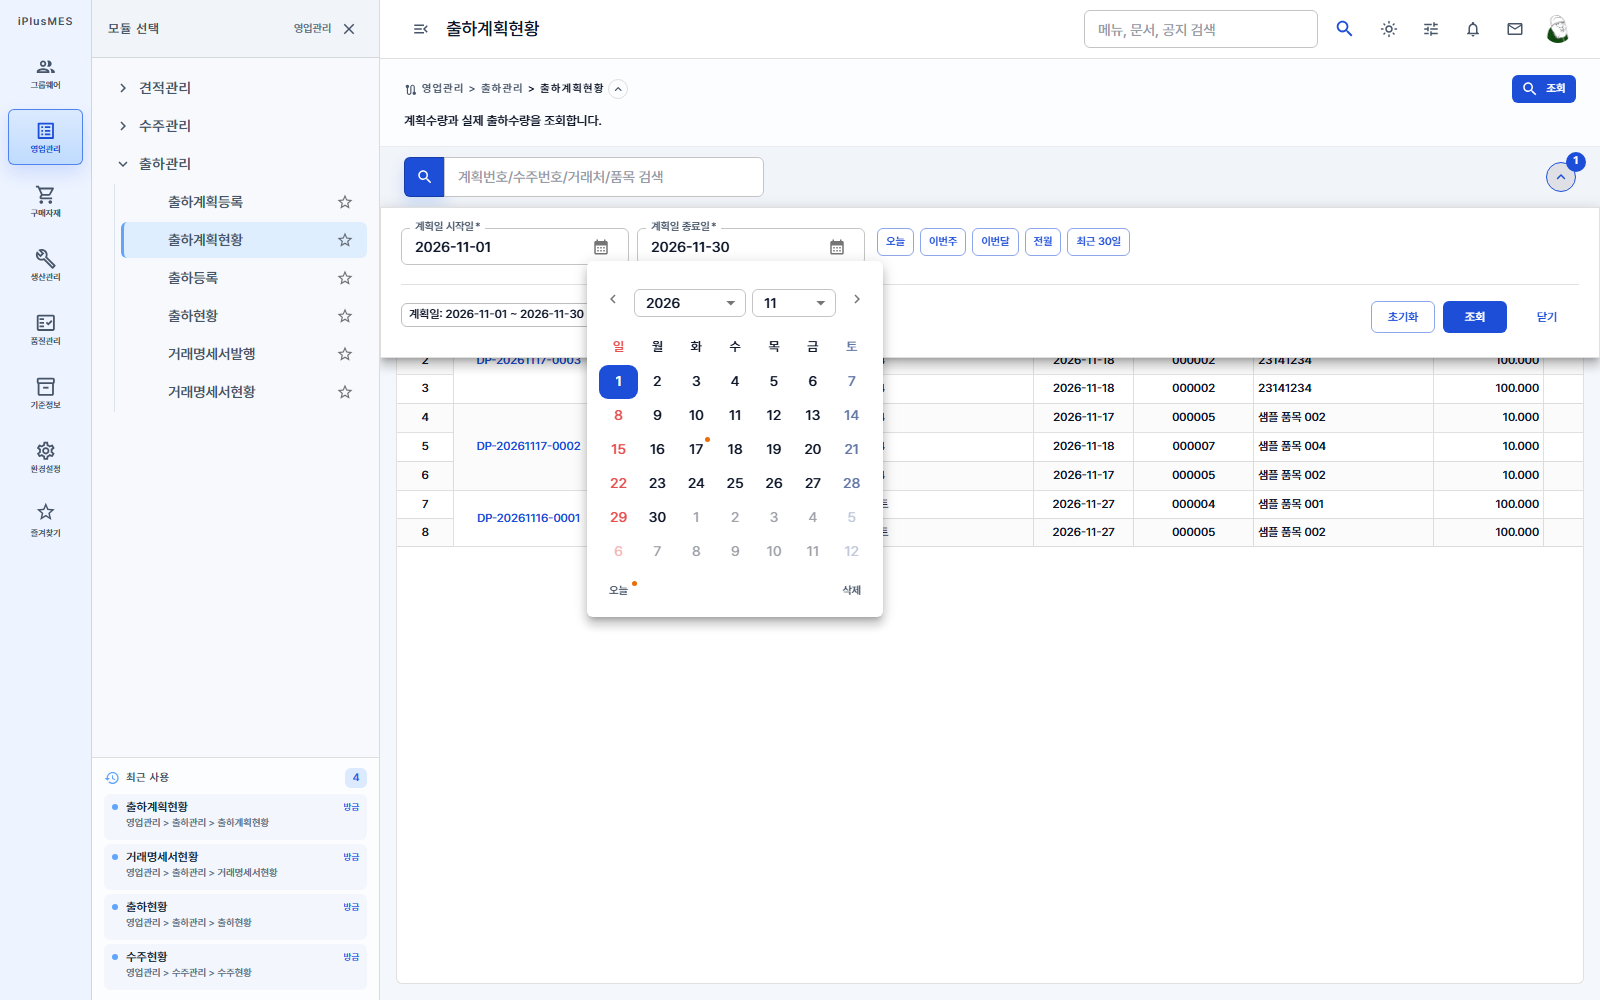 iPlusMES
그룹웨어
영업관리
구매자재
생산관리
품질관리
기준정보
환경설정
즐겨찾기
모듈 선택
영업관리
견적관리
수주관리
출하관리
출하계획등록
출하계획현황
출하등록
출하현황
거래명세서발행
거래명세서현황
최근 사용
4
출하계획현황
방금
영업관리 > 출하관리 > 출하계획현황
거래명세서현황
방금
영업관리 > 출하관리 > 거래명세서현황
출하현황
방금
영업관리 > 출하관리 > 출하현황
수주현황
방금
영업관리 > 수주관리 > 수주현황
출하계획현황
메뉴, 문서, 공지 검색
영업관리 > 출하관리 > 출하계획현황
조회
계획수량과 실제 출하수량을 조회합니다.
계획번호/수주번호/거래처/품목 검색
1
계획일 시작일 *
2026-11-01
계획일 종료일 *
2026-11-30
오늘 이번주 이번달 전월 최근 30일
계획일: 2026-11-01 ~ 2026-11-30
초기화 조회 닫기
2026 11
일 월 화 수 목 금 토
1 2 3 4 5 6 7
8 9 10 11 12 13 14
15 16 17 18 19 20 21
22 23 24 25 26 27 28
29 30 1 2 3 4 5
6 7 8 9 10 11 12
오늘 삭제
2 DP-20261117-0003 2026-11-18 000002 23141234 100.000
3 2026-11-18 000002 23141234 100.000
4 2026-11-17 000005 샘플 품목 002 10.000
5 DP-20261117-0002 2026-11-18 000007 샘플 품목 004 10.000
6 2026-11-17 000005 샘플 품목 002 10.000
7 DP-20261116-0001 2026-11-27 000004 샘플 품목 001 100.000
8 2026-11-27 000005 샘플 품목 002 100.000